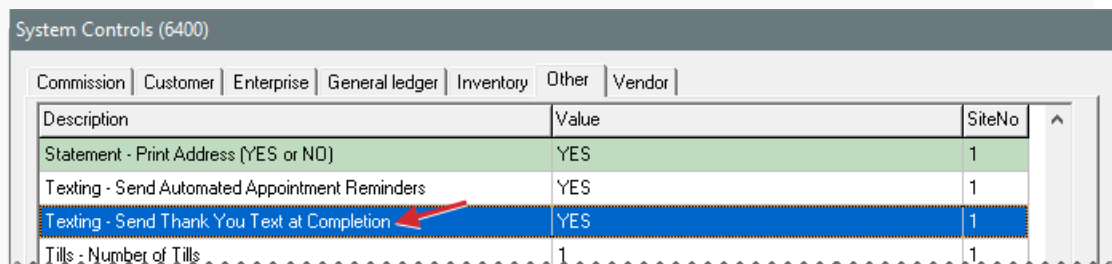 System Controls (6400)
Commission Customer Enterprise General ledger Inventory Other Vendor
Description Value SiteNo
Statement - Print Address (YES or NO) YES 1
Texting - Send Automated Appointment Reminders YES 1
Texting - Send Thank You Text at Completion YES 1
Tills - Number of Tills 1 1